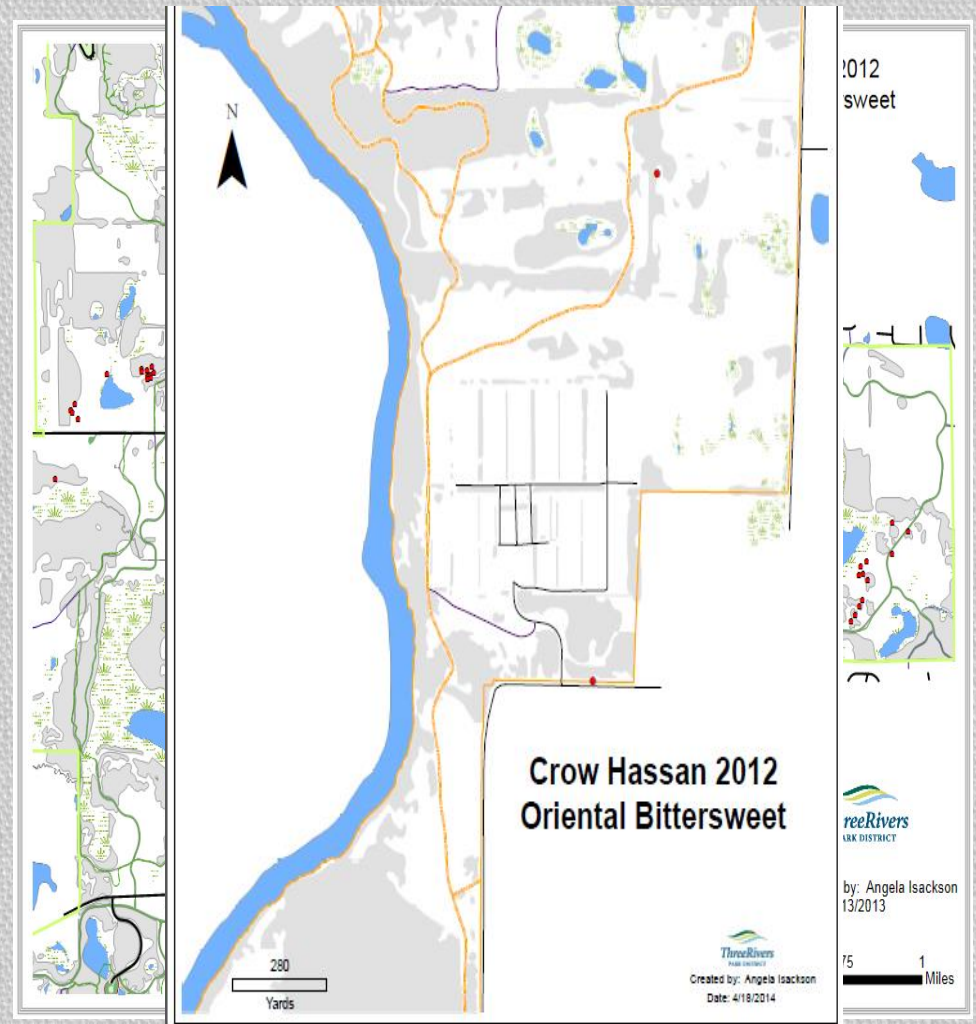 N
Crow Hassan 2012
Oriental Bittersweet
280
Yards
ThreeRivers
PARK DISTRICT
Created by: Angela Isackson
Date: 4/18/2014
2012
rsweet
reeRivers
ARK DISTRICT
by: Angela Isackson
13/2013
75 1
Miles